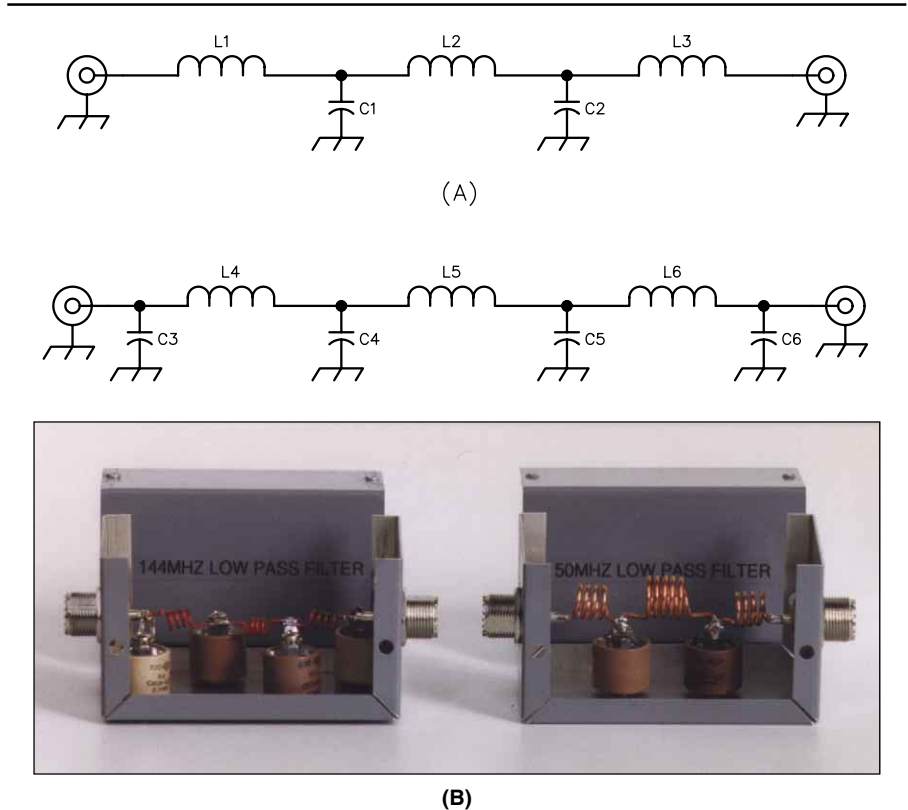 L1 L2 L3
C1 C2
(A)
L4 L5 L6
C3 C4 C5 C6
144MHZ LOW PASS FILTER 50MHZ LOW PASS FILTER
(B)